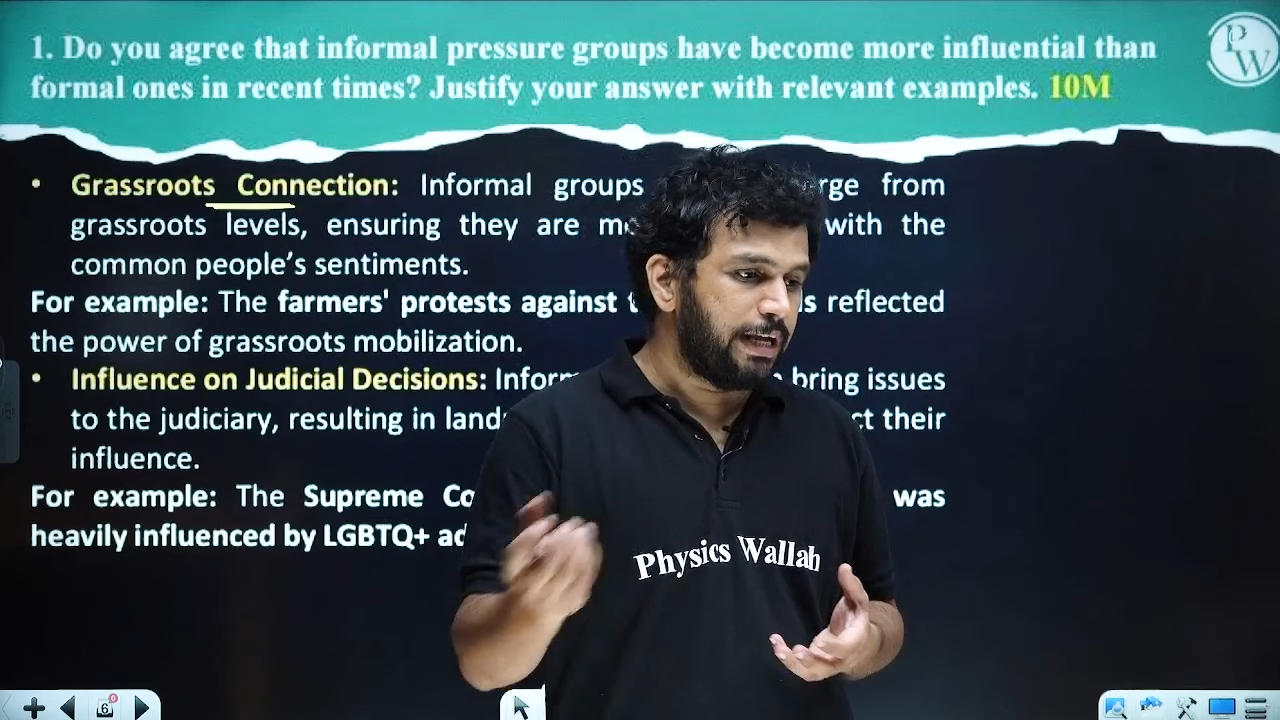 1. Do you agree that informal pressure groups have become more influential than
formal ones in recent times? Justify your answer with relevant examples. 10M
PW
• Grassroots Connection: Informal groups from
grassroots levels, ensuring they are with the
common people's sentiments.
For example: The farmers' protests against reflected
the power of grassroots mobilization.
• Influence on Judicial Decisions: bring issues
to the judiciary, resulting in their
influence.
For example: The Supreme was
heavily influenced by LGBTQ+
Physics Wallah
6